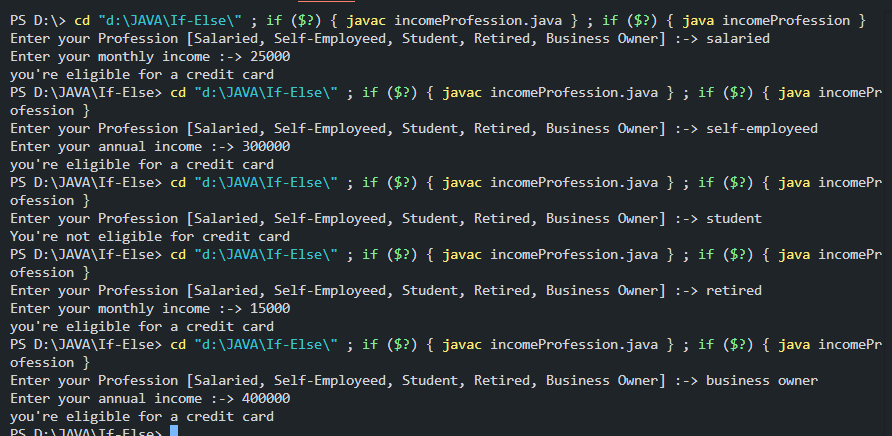 PS D:\> cd "d:\JAVA\If-Else\" ; if ($?) { javac incomeProfession.java } ; if ($?) { java incomeProfession }
Enter your Profession [Salaried, Self-Employeed, Student, Retired, Business Owner] :-> salaried
Enter your monthly income :-> 25000
you're eligible for a credit card
PS D:\JAVA\If-Else> cd "d:\JAVA\If-Else\" ; if ($?) { javac incomeProfession.java } ; if ($?) { java incomePr
ofession }
Enter your Profession [Salaried, Self-Employeed, Student, Retired, Business Owner] :-> self-employeed
Enter your annual income :-> 300000
you're eligible for a credit card
PS D:\JAVA\If-Else> cd "d:\JAVA\If-Else\" ; if ($?) { javac incomeProfession.java } ; if ($?) { java incomePr
ofession }
Enter your Profession [Salaried, Self-Employeed, Student, Retired, Business Owner] :-> student
You're not eligible for credit card
PS D:\JAVA\If-Else> cd "d:\JAVA\If-Else\" ; if ($?) { javac incomeProfession.java } ; if ($?) { java incomePr
ofession }
Enter your Profession [Salaried, Self-Employeed, Student, Retired, Business Owner] :-> retired
Enter your monthly income :-> 15000
you're eligible for a credit card
PS D:\JAVA\If-Else> cd "d:\JAVA\If-Else\" ; if ($?) { javac incomeProfession.java } ; if ($?) { java incomePr
ofession }
Enter your Profession [Salaried, Self-Employeed, Student, Retired, Business Owner] :-> business owner
Enter your annual income :-> 400000
you're eligible for a credit card
PS D:\JAVA\If-Else>